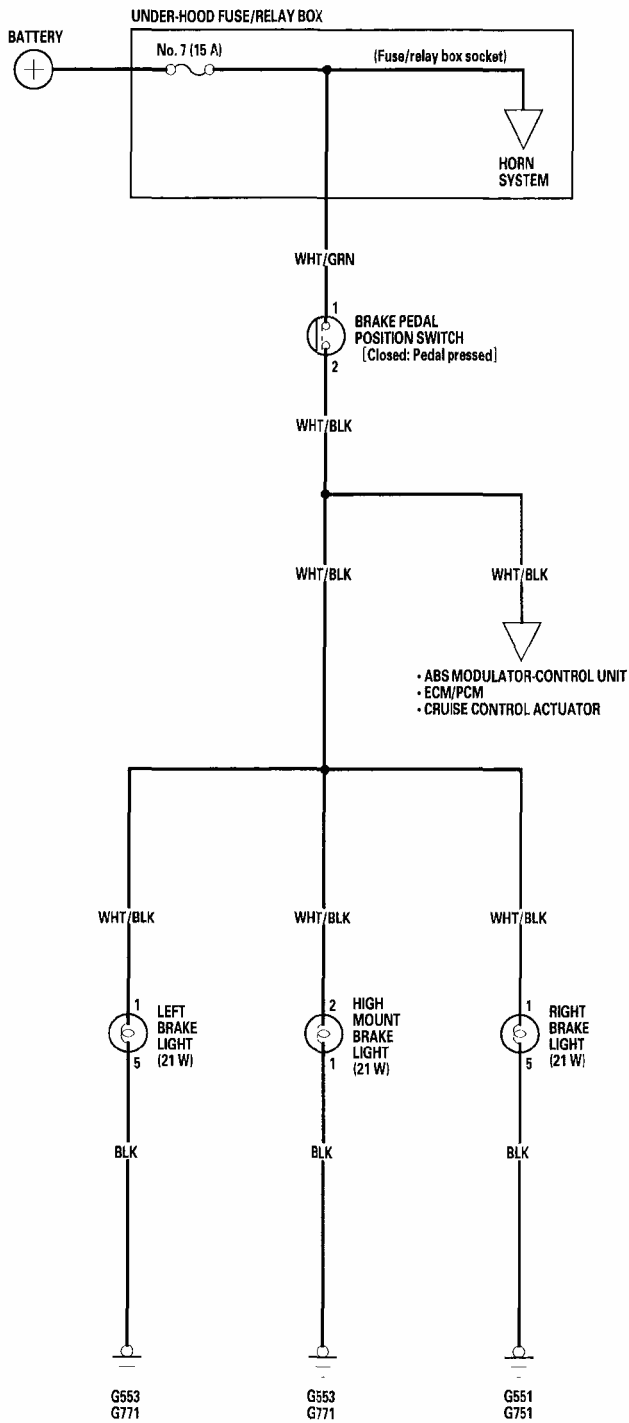 UNDER-HOOD FUSE/RELAY BOX
BATTERY
No. 7 (15 A)
(Fuse/relay box socket)
HORN
SYSTEM
WHT/GRN
1
BRAKE PEDAL
POSITION SWITCH
[Closed: Pedal pressed]
2
WHT/BLK
WHT/BLK
WHT/BLK
• ABS MODULATOR-CONTROL UNIT
• ECM/PCM
• CRUISE CONTROL ACTUATOR
WHT/BLK
WHT/BLK
WHT/BLK
1
LEFT
BRAKE
LIGHT
(21 W)
5
2
HIGH
MOUNT
BRAKE
LIGHT
(21 W)
1
1
RIGHT
BRAKE
LIGHT
(21 W)
5
BLK
BLK
BLK
G553
G771
G553
G771
G551
G751